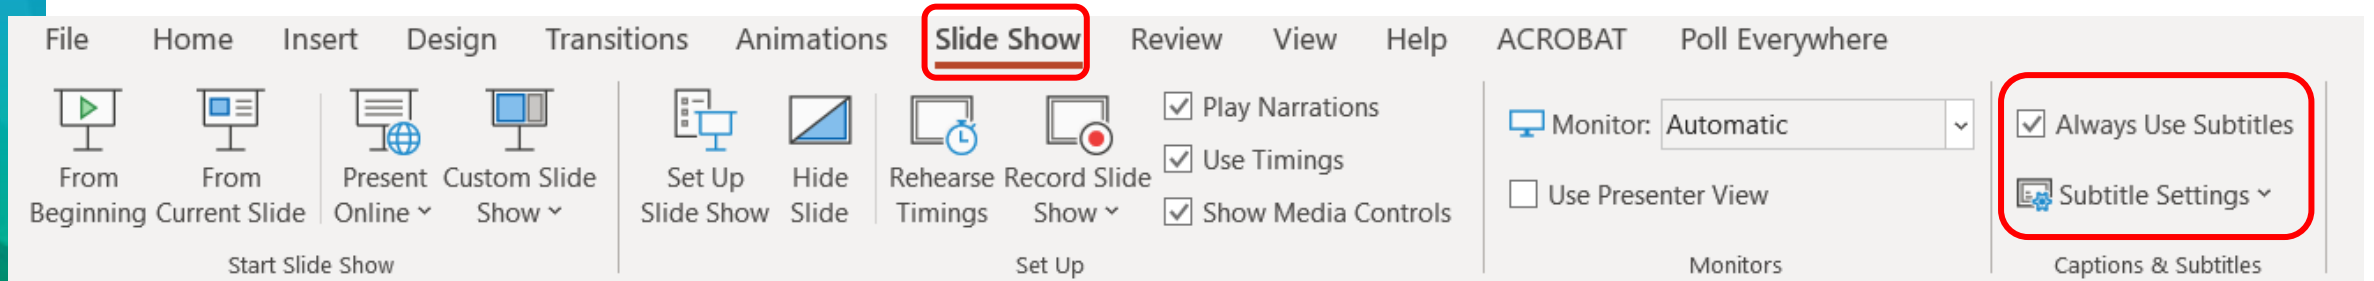 File Home Insert Design Transitions Animations Slide Show Review View Help ACROBAT Poll Everywhere
From Beginning
From Current Slide
Present Online
Custom Slide Show
Start Slide Show
Set Up Slide Show
Hide Slide
Rehearse Timings
Record Slide Show
Play Narrations
Use Timings
Show Media Controls
Set Up
Monitor: Automatic
Use Presenter View
Monitors
Always Use Subtitles
Subtitle Settings
Captions & Subtitles